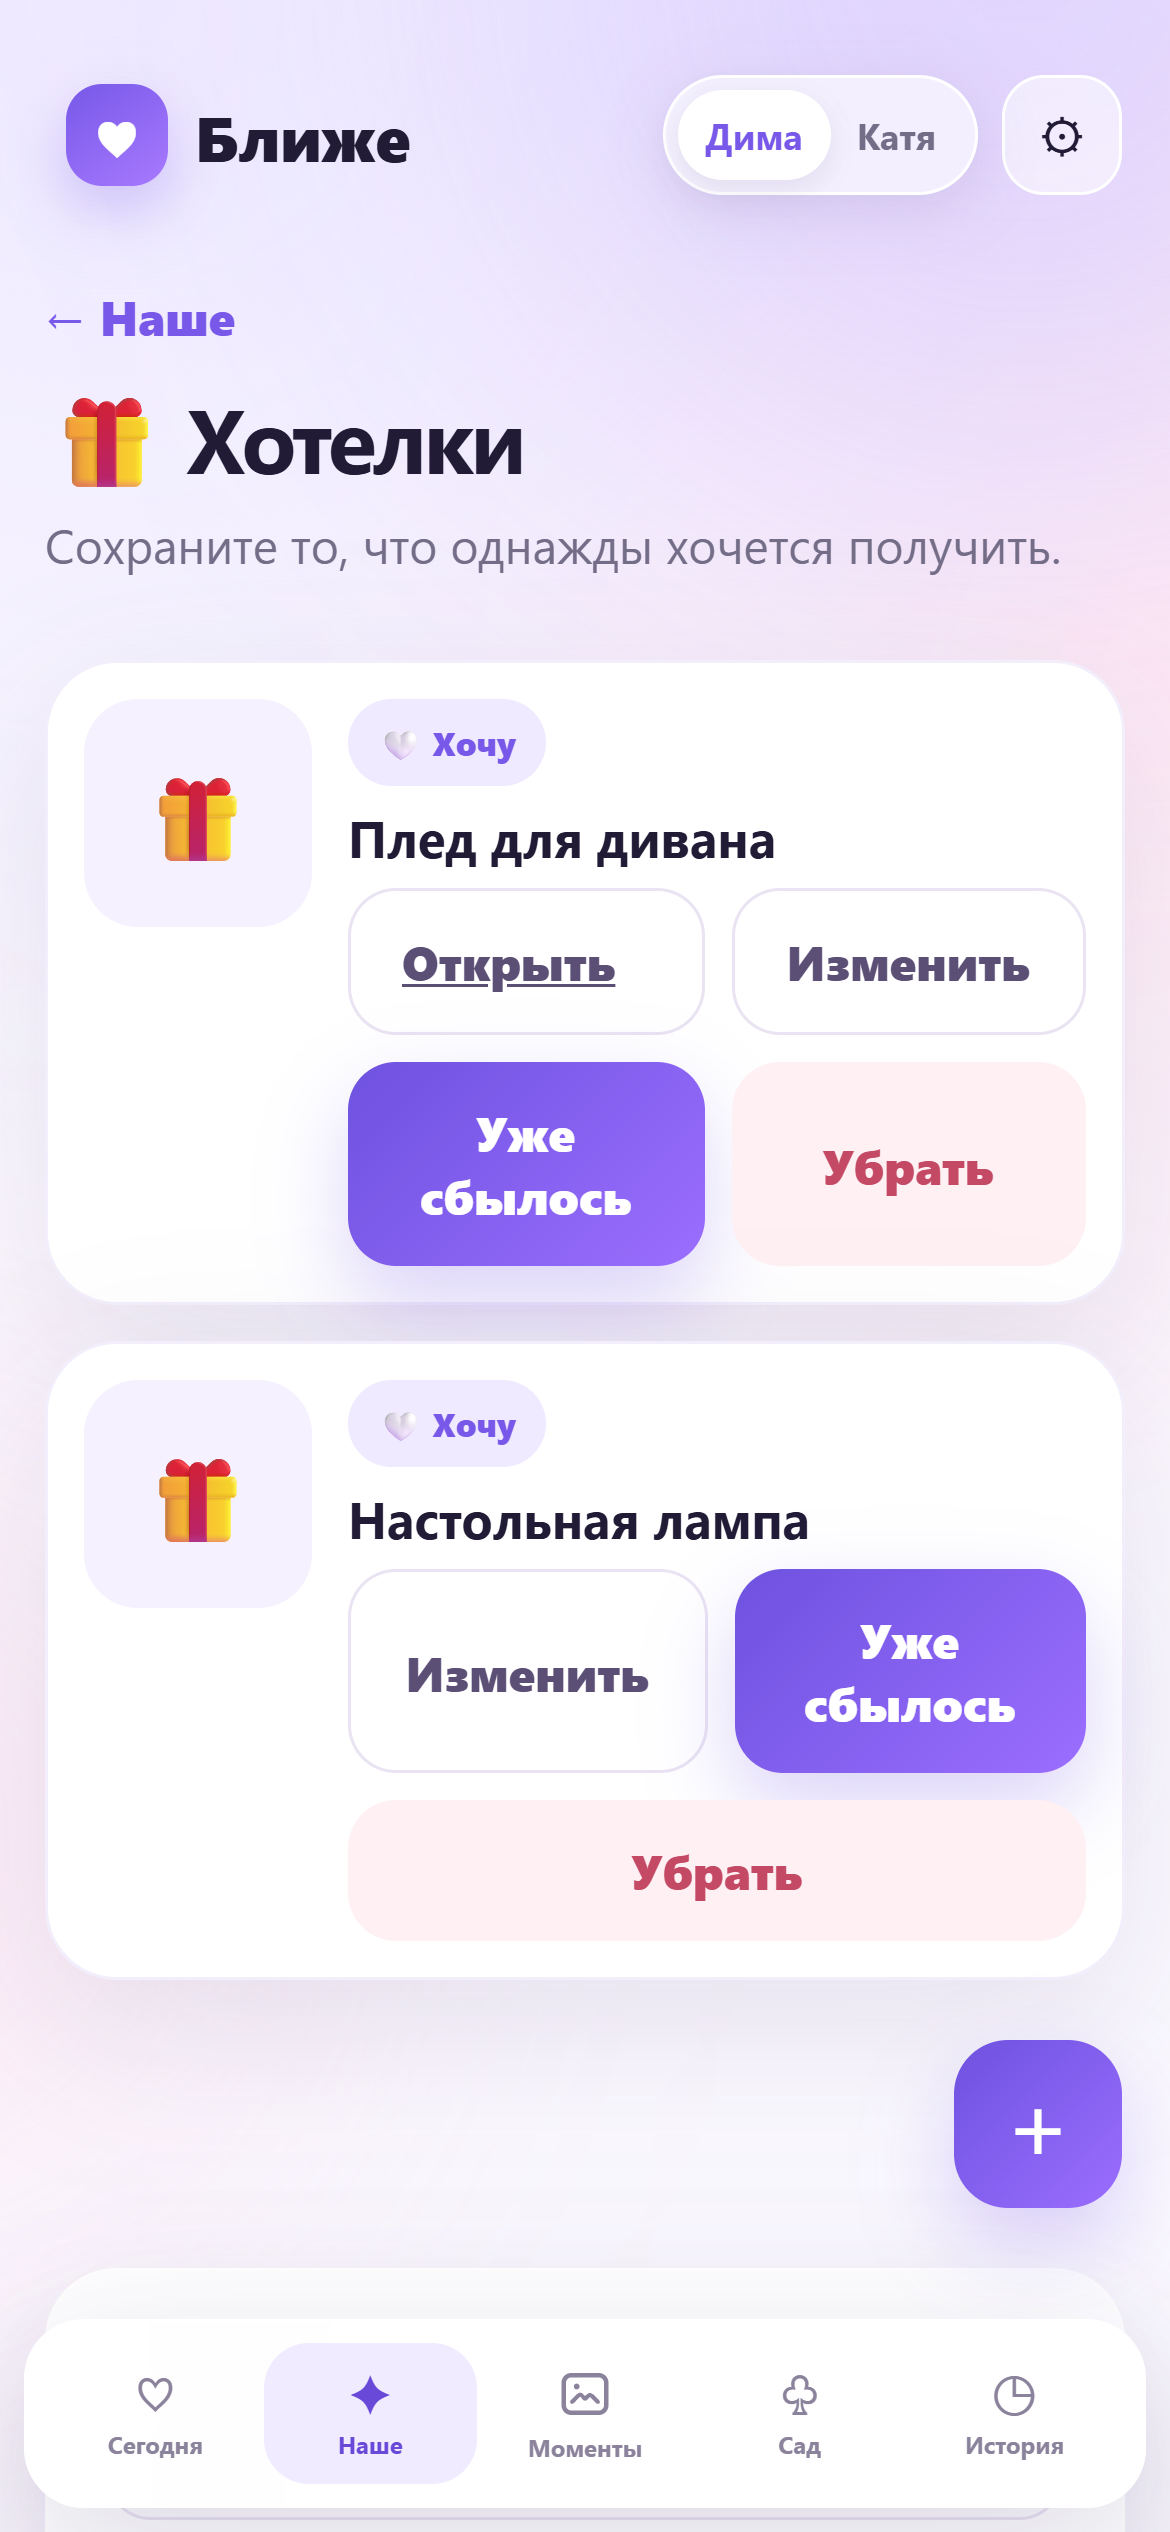 Ближе
Дима
Катя
← Наше
Хотелки
Сохраните то, что однажды хочется получить.
Хочу
Плед для дивана
Открыть
Изменить
Уже
сбылось
Убрать
Хочу
Настольная лампа
Изменить
Уже
сбылось
Убрать
+
Сегодня
Наше
Моменты
Сад
История